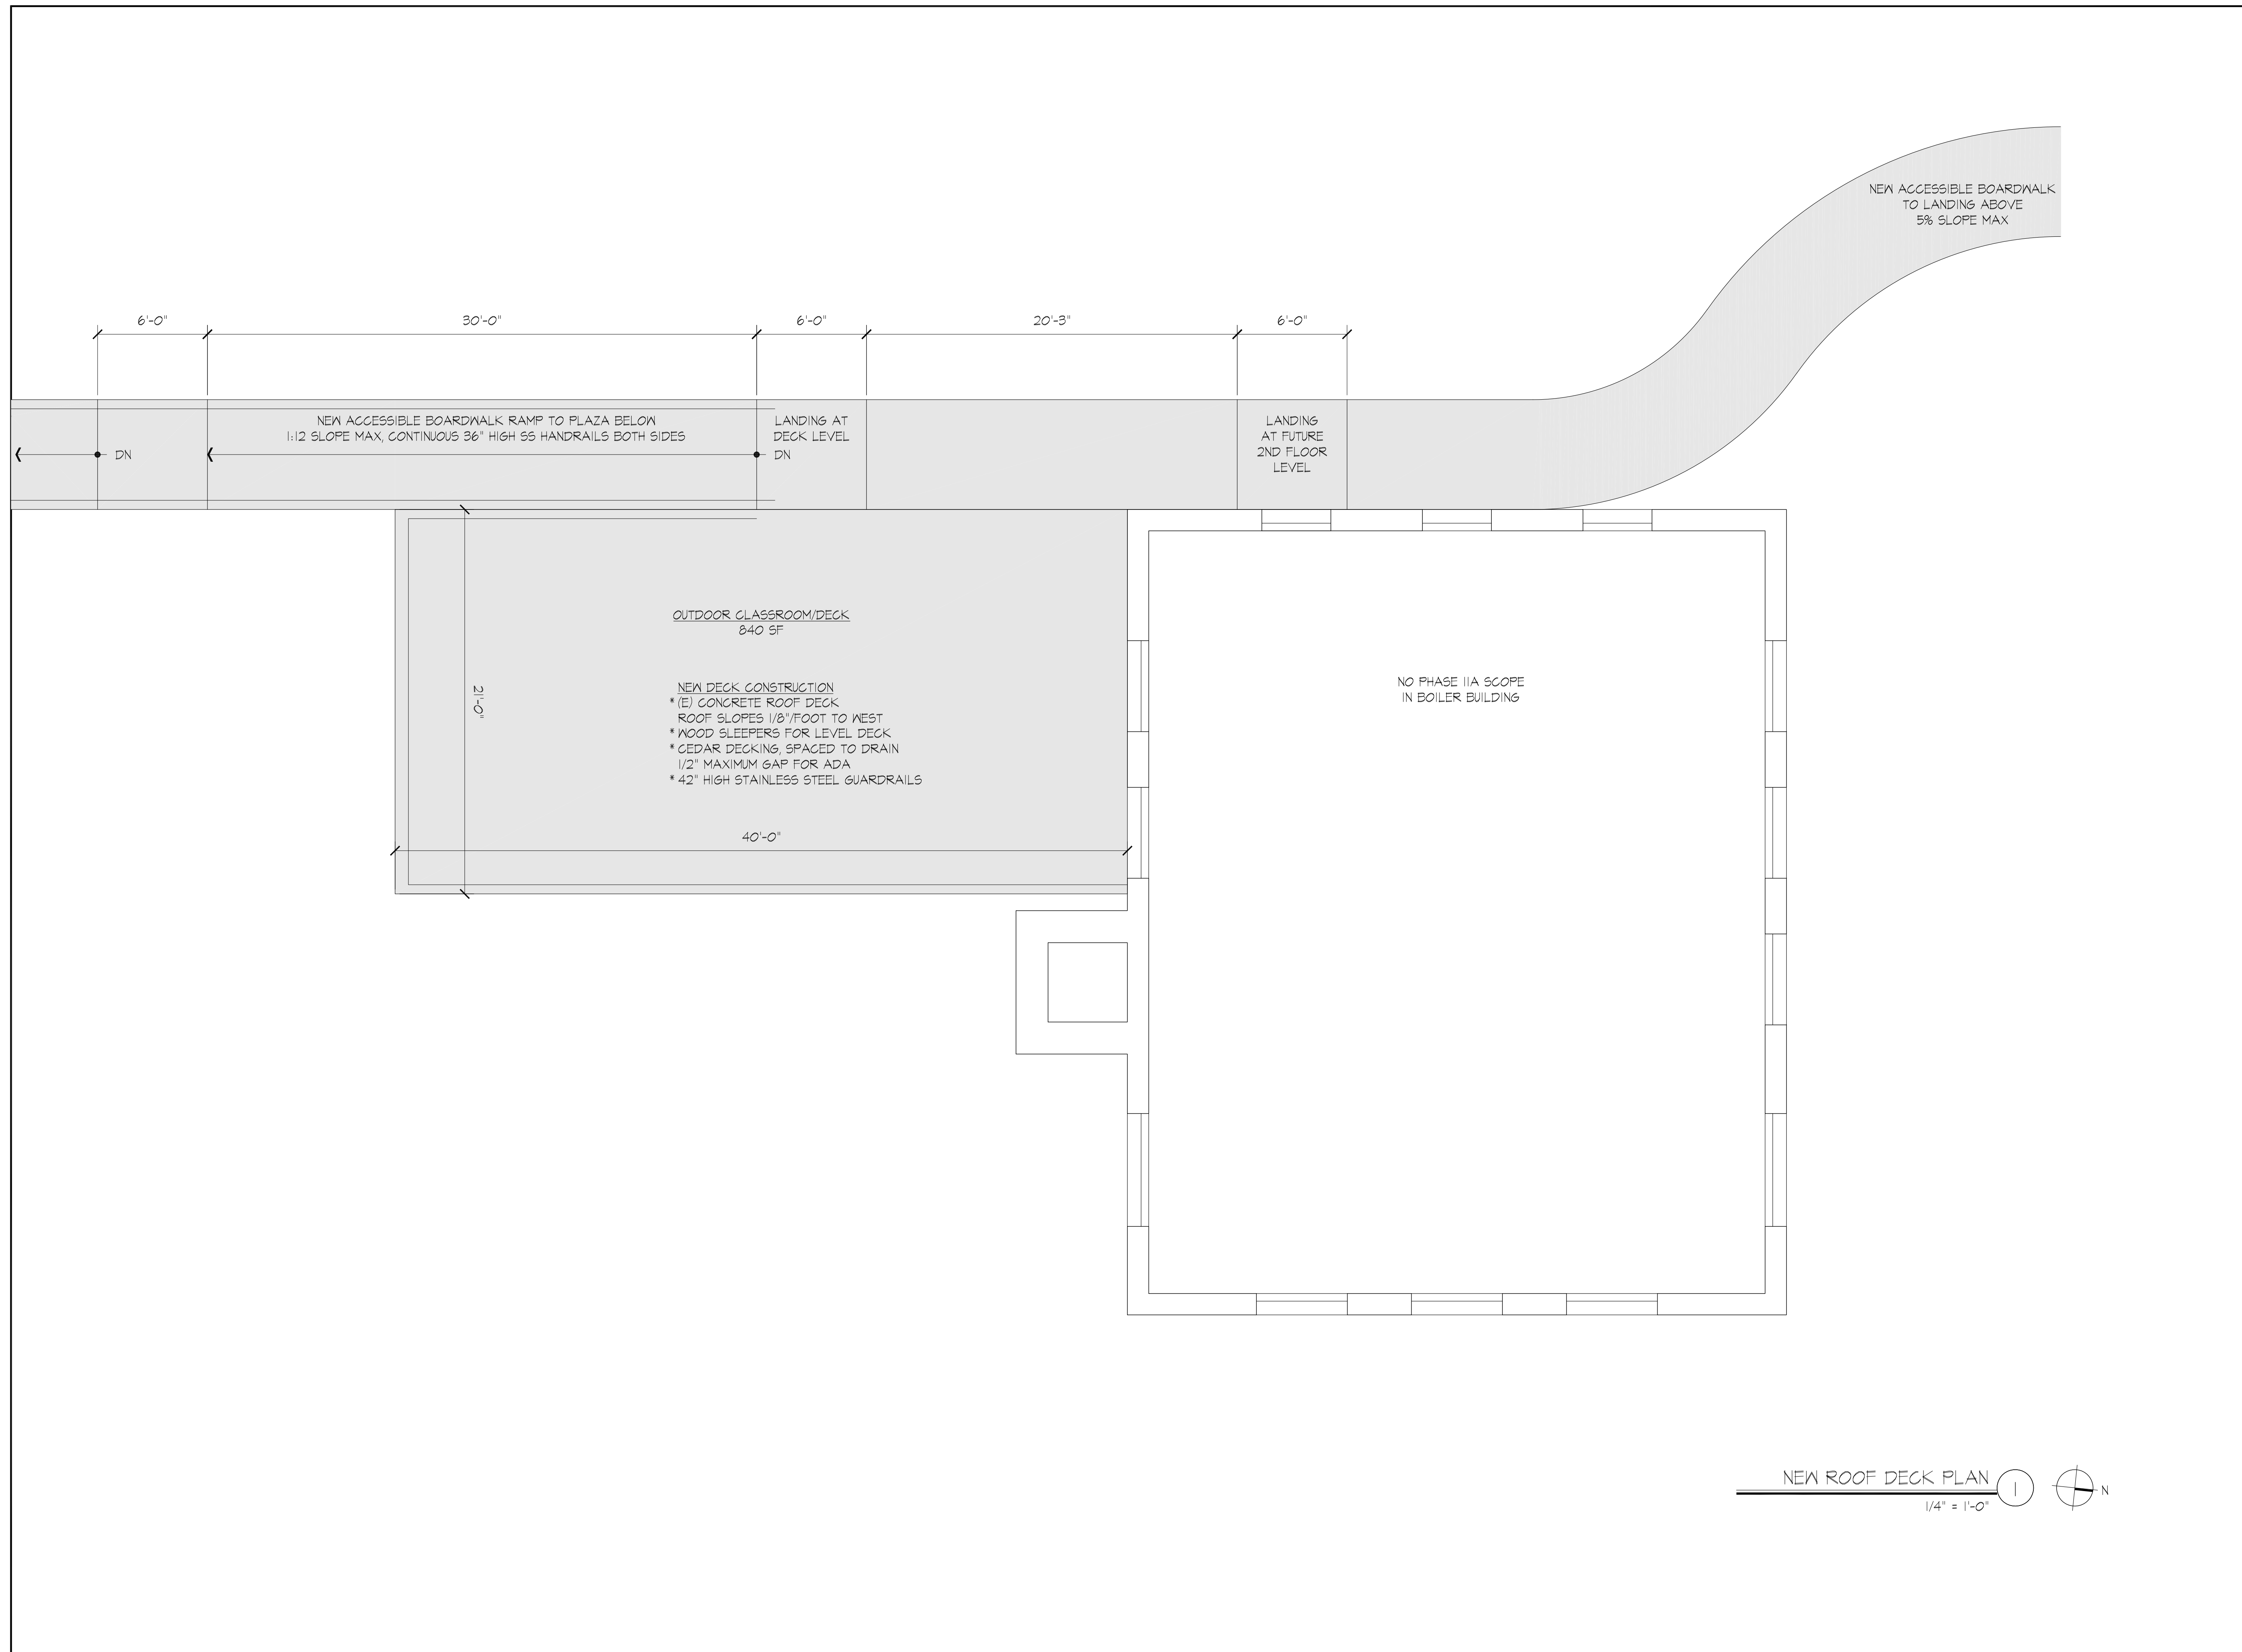 NEW ACCESSIBLE BOARDWALK
TO LANDING ABOVE
5% SLOPE MAX
6'-0"
30'-0"
6'-0"
20'-3"
6'-0"
NEW ACCESSIBLE BOARDWALK RAMP TO PLAZA BELOW
1:12 SLOPE MAX, CONTINUOUS 36" HIGH SS HANDRAILS BOTH SIDES
DN
LANDING AT
DECK LEVEL
DN
LANDING
AT FUTURE
2ND FLOOR
LEVEL
OUTDOOR CLASSROOM/DECK
840 SF
NEW DECK CONSTRUCTION
* (E) CONCRETE ROOF DECK
ROOF SLOPES 1/8"/FOOT TO WEST
* WOOD SLEEPERS FOR LEVEL DECK
* CEDAR DECKING, SPACED TO DRAIN
1/2" MAXIMUM GAP FOR ADA
* 42" HIGH STAINLESS STEEL GUARDRAILS
21'-0"
40'-0"
NO PHASE IIA SCOPE
IN BOILER BUILDING
NEW ROOF DECK PLAN
1
N
1/4" = 1'-0"